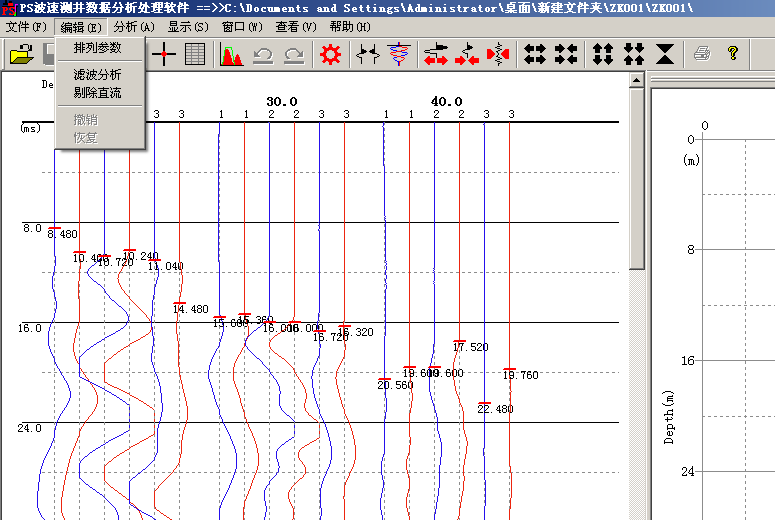 PS波速测井数据分析处理软件 ==>>C:\Documents and Settings\Administrator\桌面\新建文件夹\ZK001\ZK001\
文件(F) 编辑(E) 分析(A) 显示(S) 窗口(W) 查看(V) 帮助(H)
排列参数
滤波分析
剔除直流
撤销
恢复
De
30.0 40.0
3 3 1 1 2 2 3 3 1 1 2 2 3 3
(ms)
8.0
8.480
10.400
10.720
10.240
11.040
14.480
16.0
15.600
15.360
16.000
16.000
16.720
16.320
17.520
20.560
19.600
19.600
22.480
19.760
24.0
0
0
(m)
8
16
Depth(m)
24